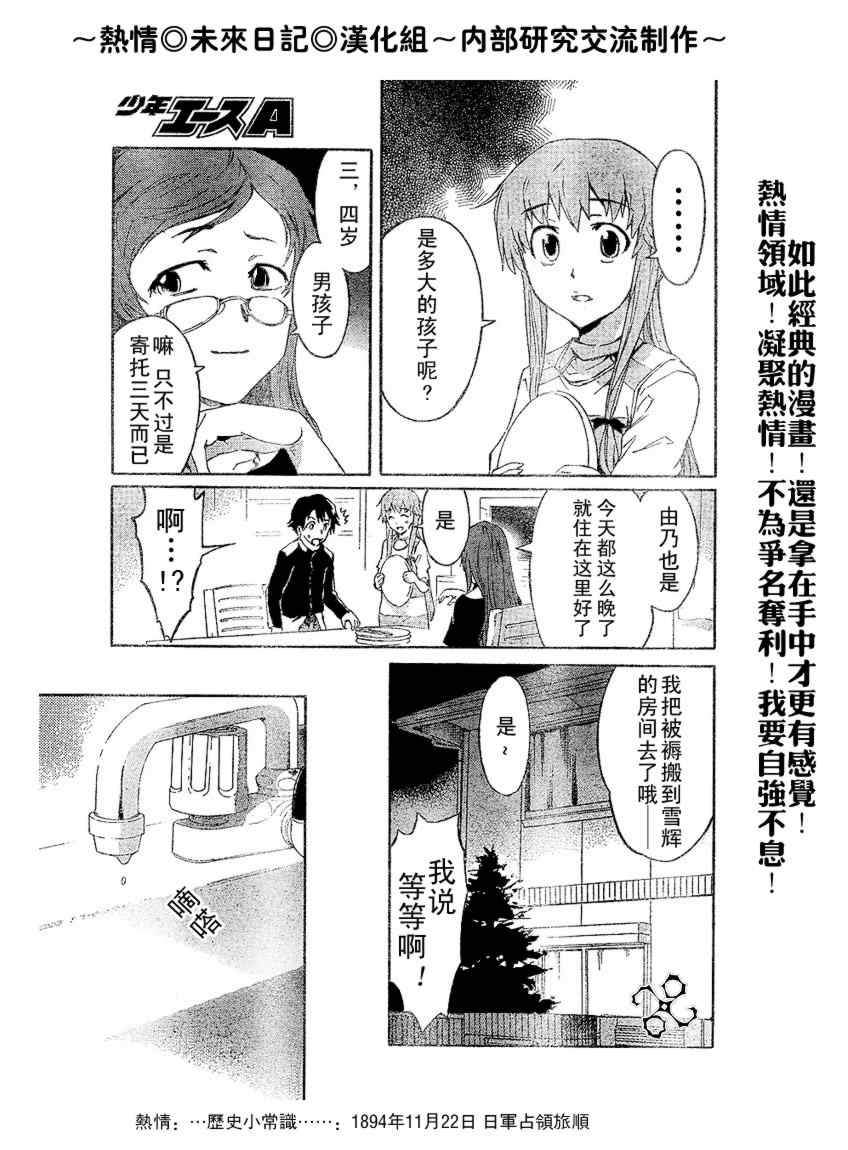 ～熱情◎未來日記◎漢化組～内部研究交流制作～
少年エースA
……
是多大的孩子呢？
三，四岁
男孩子
嘛 只不过是
寄托三天而已
由乃也是
今天都这么晚了
就住在这里好了
是
啊…!?
我把被褥搬到雪辉
的房间去了哦——
是~
我说
等等啊！
嘀嗒
如此經典的漫畫！還是拿在手中才更有感覺！
熱情領域！凝聚熱情！不為爭名奪利！我要自強不息！
熱情：…歷史小常識……：1894年11月22日 日軍占領旅順